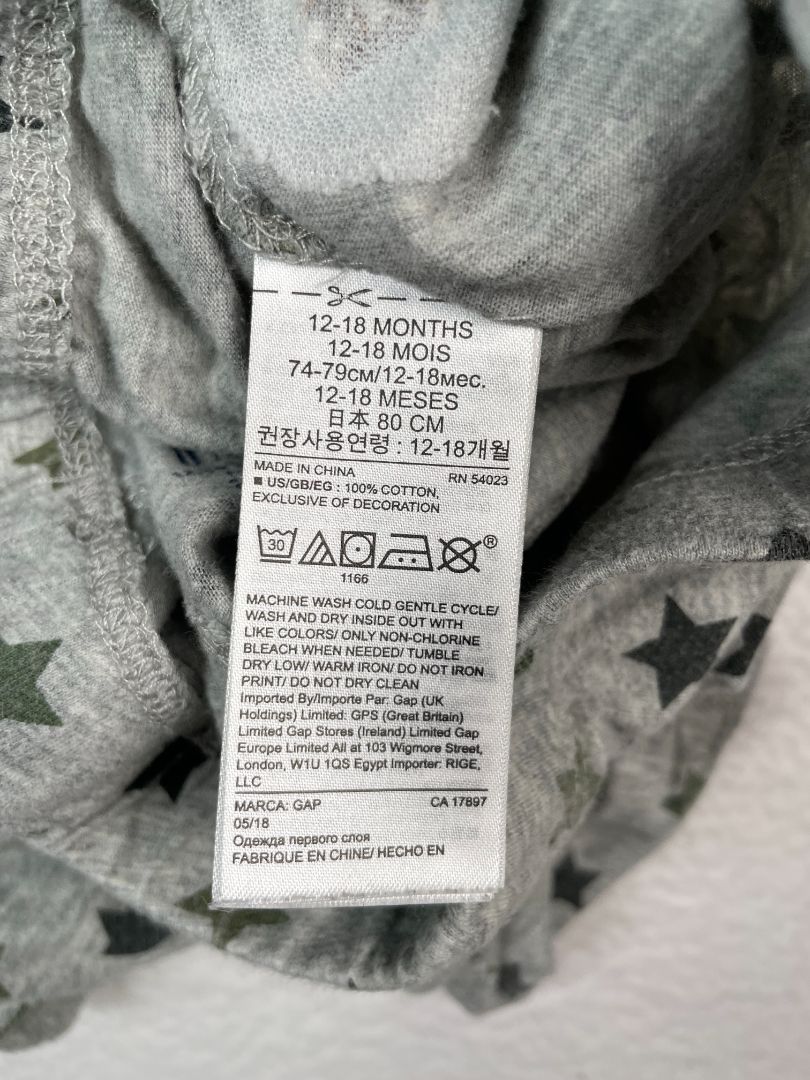 12-18 MONTHS
12-18 MOIS
74-79см/12-18мес.
12-18 MESES
日本 80 CM
권장사용연령 : 12-18개월
MADE IN CHINA RN 54023
■ US/GB/EG : 100% COTTON,
EXCLUSIVE OF DECORATION
30 ®
1166
MACHINE WASH COLD GENTLE CYCLE/
WASH AND DRY INSIDE OUT WITH
LIKE COLORS/ ONLY NON-CHLORINE
BLEACH WHEN NEEDED/ TUMBLE
DRY LOW/ WARM IRON/ DO NOT IRON
PRINT/ DO NOT DRY CLEAN
Imported By/Importe Par: Gap (UK
Holdings) Limited: GPS (Great Britain)
Limited Gap Stores (Ireland) Limited Gap
Europe Limited All at 103 Wigmore Street,
London, W1U 1QS Egypt Importer: RIGE,
LLC
MARCA: GAP CA 17897
05/18
Одежда первого слоя
FABRIQUE EN CHINE/ HECHO EN